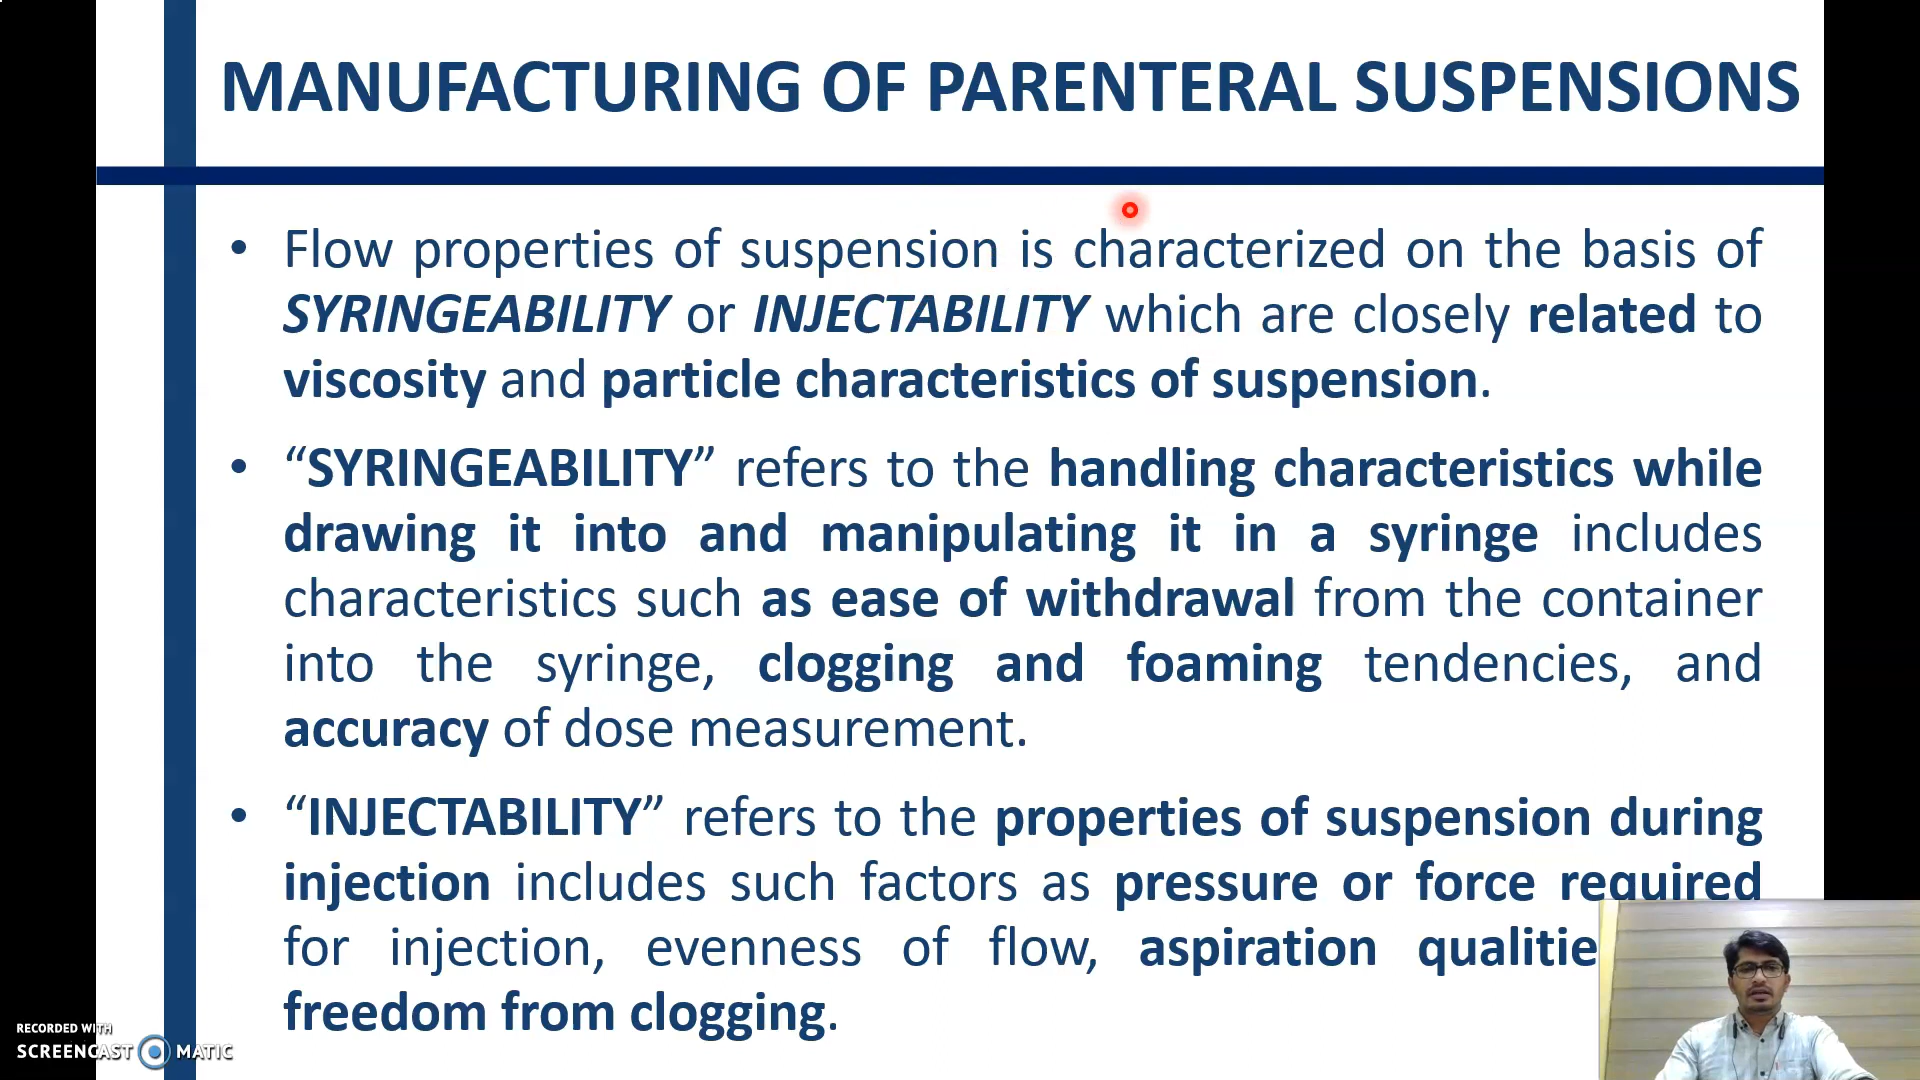 MANUFACTURING OF PARENTERAL SUSPENSIONS
• Flow properties of suspension is characterized on the basis of
SYRINGEABILITY or INJECTABILITY which are closely related to
viscosity and particle characteristics of suspension.
• “SYRINGEABILITY” refers to the handling characteristics while
drawing it into and manipulating it in a syringe includes
characteristics such as ease of withdrawal from the container
into the syringe, clogging and foaming tendencies, and
accuracy of dose measurement.
• “INJECTABILITY” refers to the properties of suspension during
injection includes such factors as pressure or force required
for injection, evenness of flow, aspiration qualitie
freedom from clogging.
RECORDED WITH
SCREENCAST MATIC